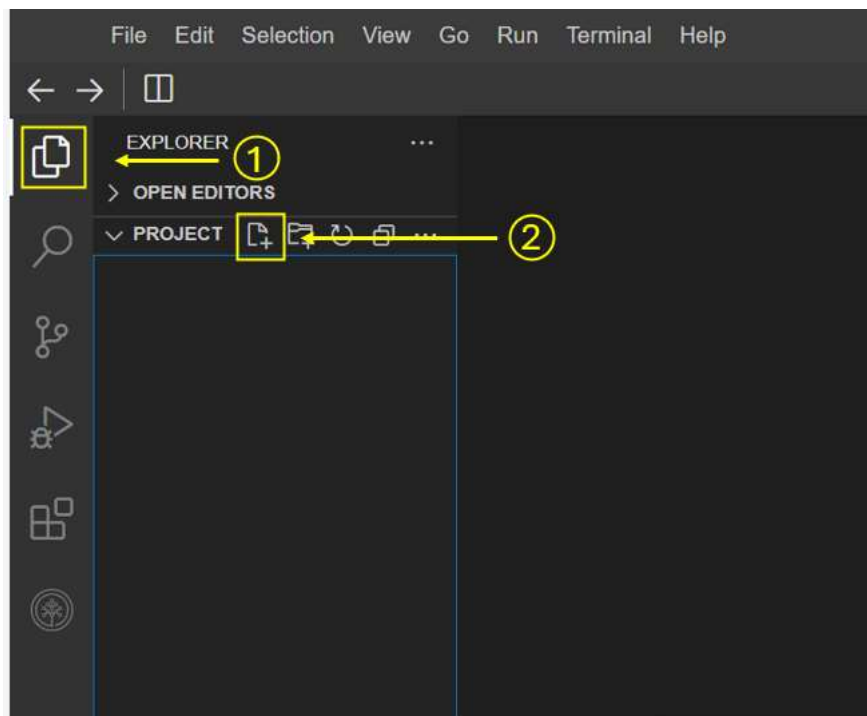 File Edit Selection View Go Run Terminal Help
EXPLORER
1
OPEN EDITORS
PROJECT
2